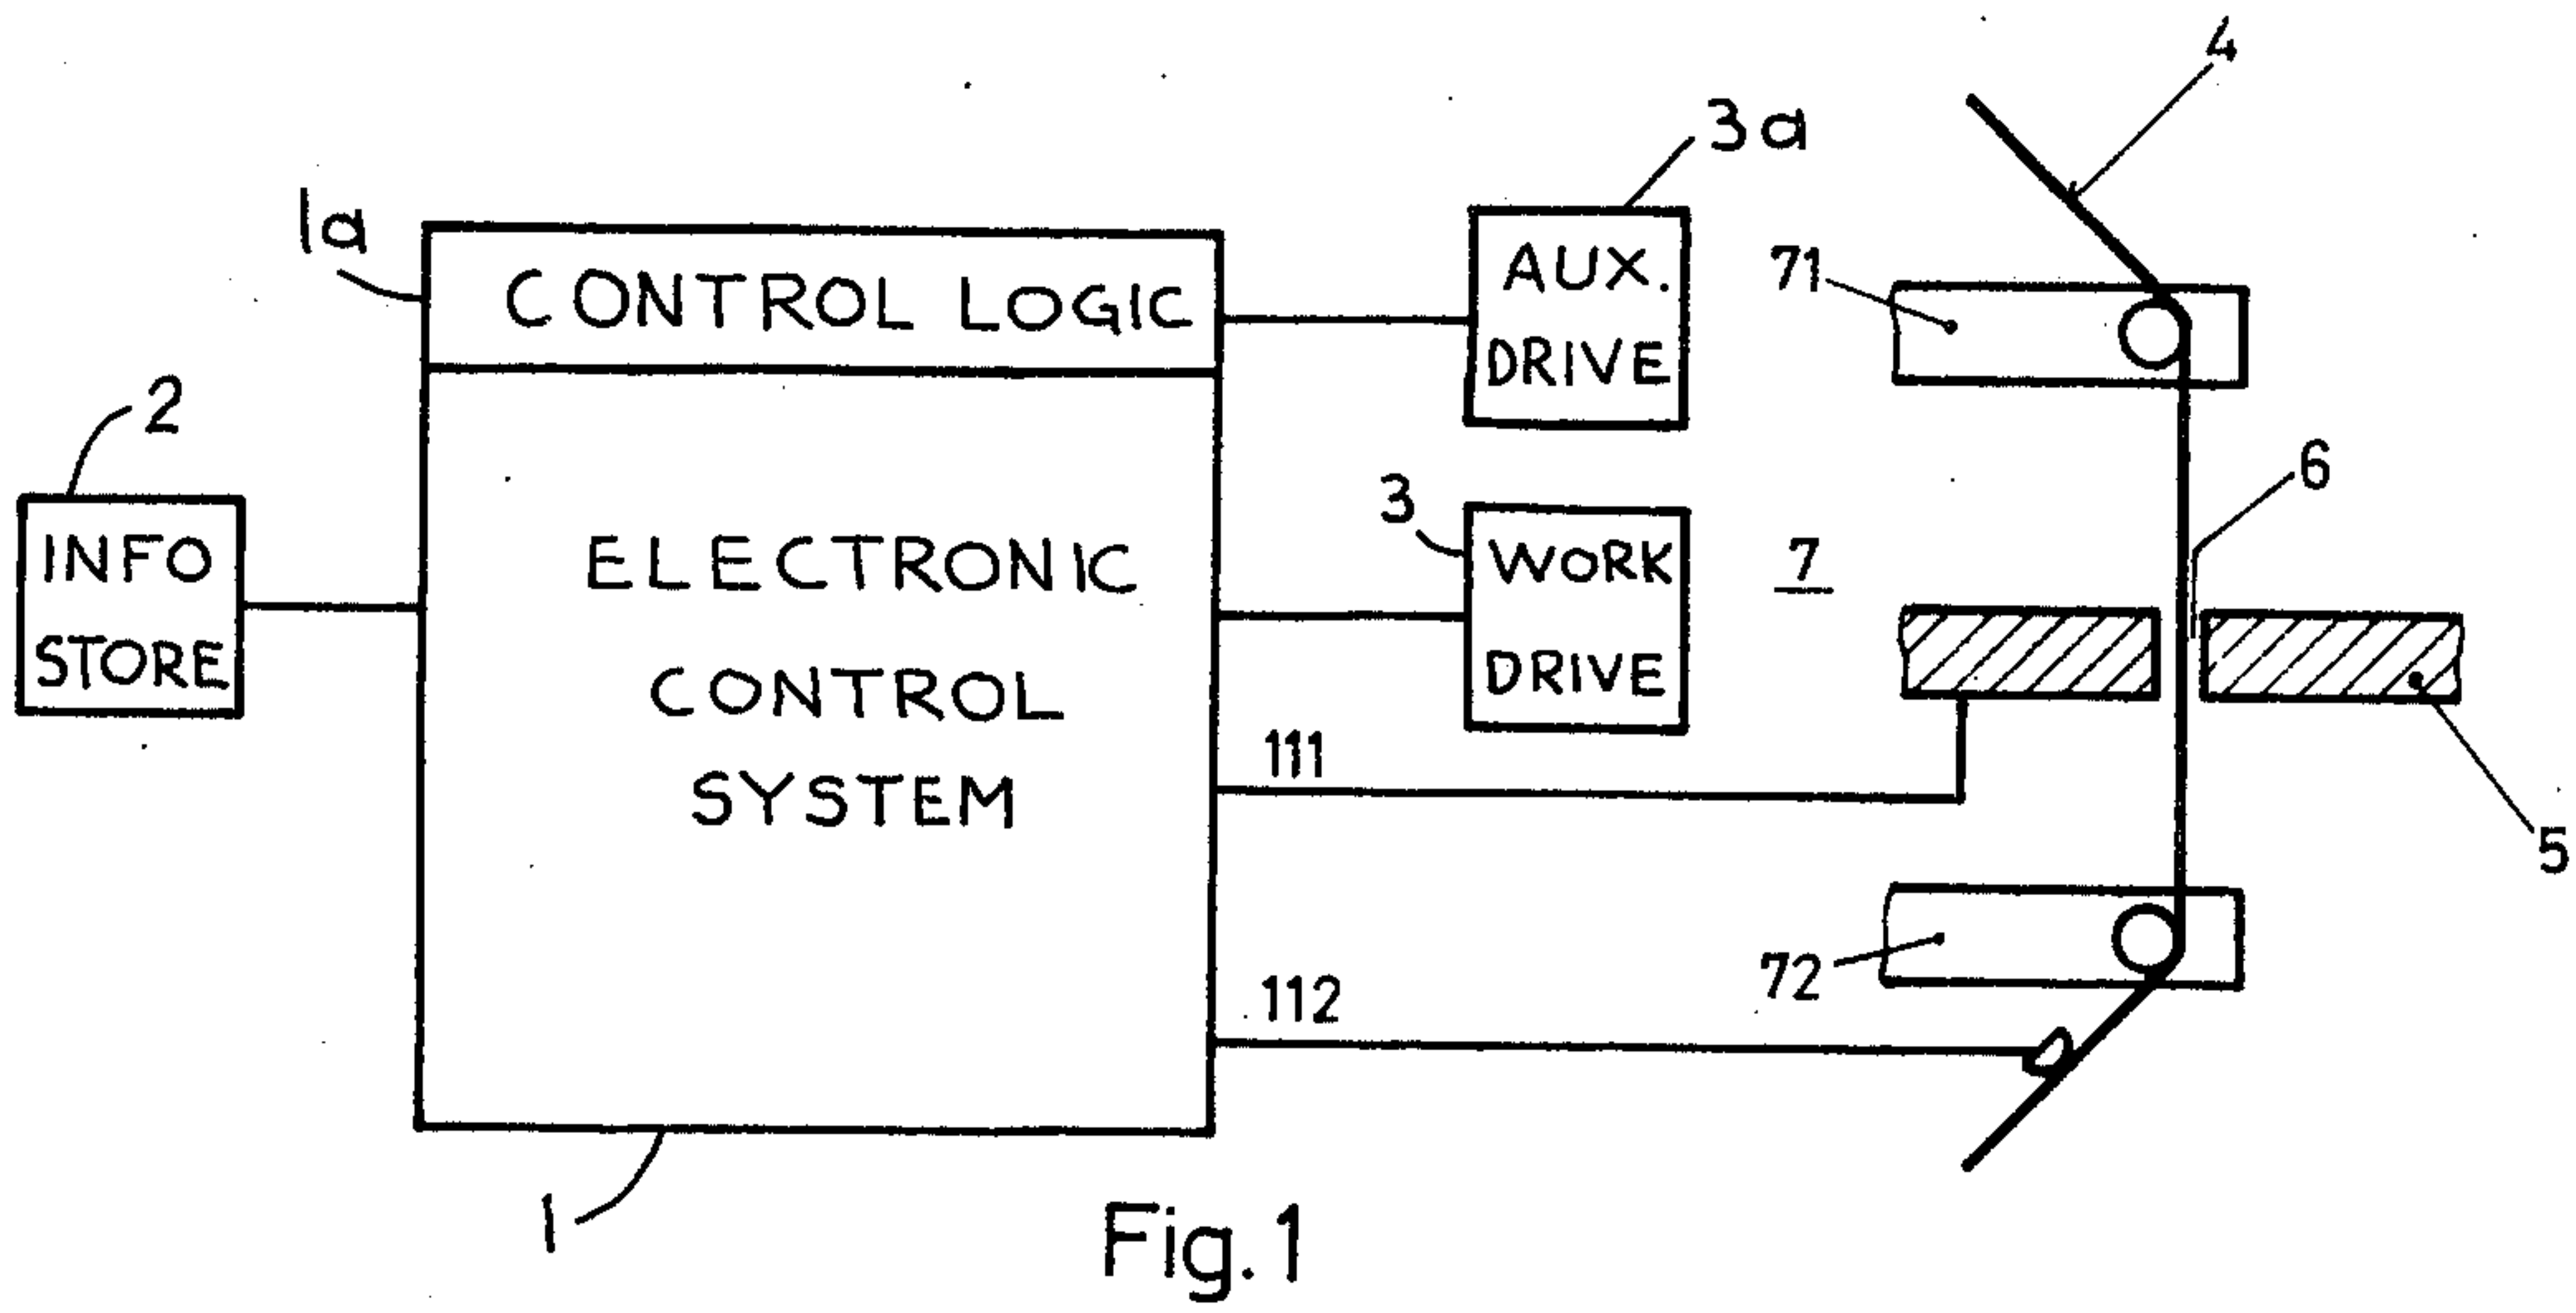 4
3a
1a
CONTROL LOGIC
AUX.
DRIVE
71
2
INFO
STORE
ELECTRONIC
CONTROL
SYSTEM
3
WORK
DRIVE
7
6
111
5
72
112
1
Fig.1